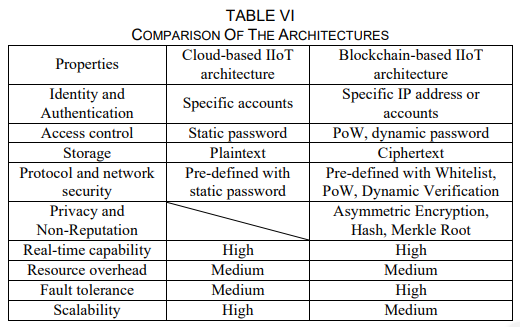 TABLE VI
COMPARISON OF THE ARCHITECTURES
Properties
Cloud-based IIoT
architecture
Blockchain-based IIoT
architecture
Identity and
Authentication
Specific accounts
Specific IP address or
accounts
Access control
Static password
PoW, dynamic password
Storage
Plaintext
Ciphertext
Protocol and network
security
Pre-defined with
static password
Pre-defined with Whitelist,
PoW, Dynamic Verification
Privacy and
Non-Reputation
Asymmetric Encryption,
Hash, Merkle Root
Real-time capability
High
High
Resource overhead
Medium
Medium
Fault tolerance
Medium
High
Scalability
High
Medium